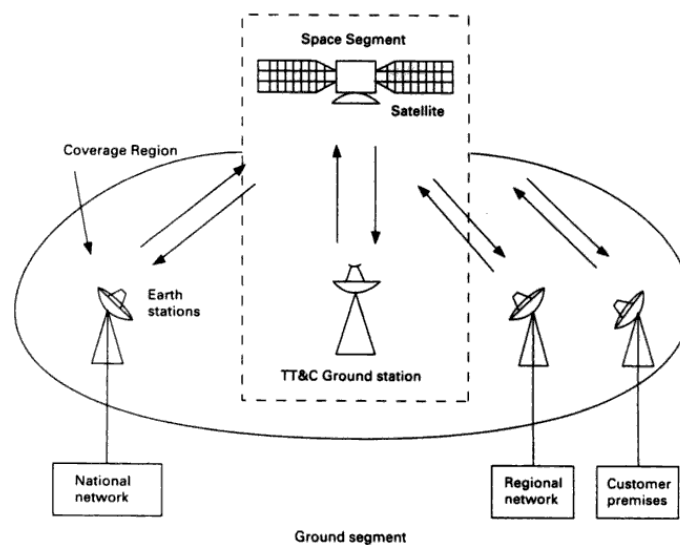 Space Segment
Satellite
Coverage Region
Earth
stations
TT&C Ground station
National
network
Regional
network
Customer
premises
Ground segment